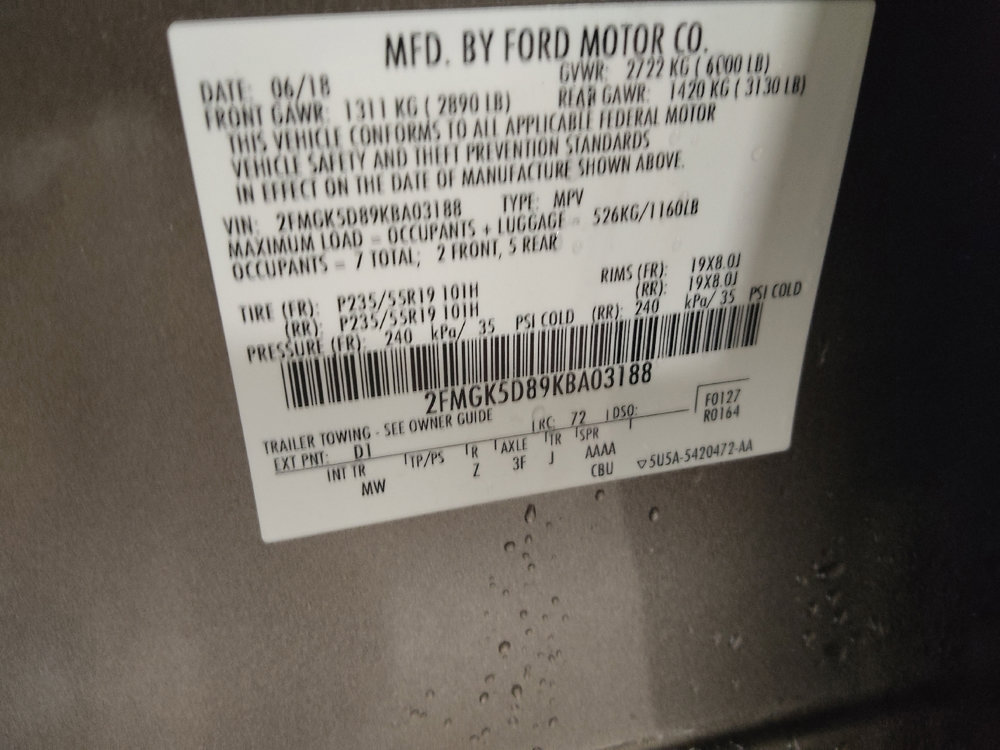 MFD. BY FORD MOTOR CO.
DATE: 06/18 GVWR: 2722 KG ( 6000 LB)
FRONT GAWR: 1311 KG ( 2890 LB) REAR GAWR: 1420 KG ( 3130 LB)
THIS VEHICLE CONFORMS TO ALL APPLICABLE FEDERAL MOTOR
VEHICLE SAFETY AND THEFT PREVENTION STANDARDS
IN EFFECT ON THE DATE OF MANUFACTURE SHOWN ABOVE.
VIN: 2FMGK5D89KBA03188 TYPE: MPV
MAXIMUM LOAD = OCCUPANTS + LUGGAGE = 526KG/1160LB
OCCUPANTS = 7 TOTAL; 2 FRONT, 5 REAR
TIRE (FR): P235/55R19 101H RIMS (FR): 19X8.0J
(RR): P235/55R19 101H (RR): 19X8.0J
PRESSURE (FR): 240 kPa/ 35 PSI COLD (RR): 240 kPa/ 35 PSI COLD
2FMGK5D89KBA03188
TRAILER TOWING - SEE OWNER GUIDE
EXT PNT: D1 RC: 72 DSO: F0127
R0164
INT TR TP/PS R AXLE TR SPR
MW Z 3F J AAAA
CBU ▽5U5A-5420472-AA